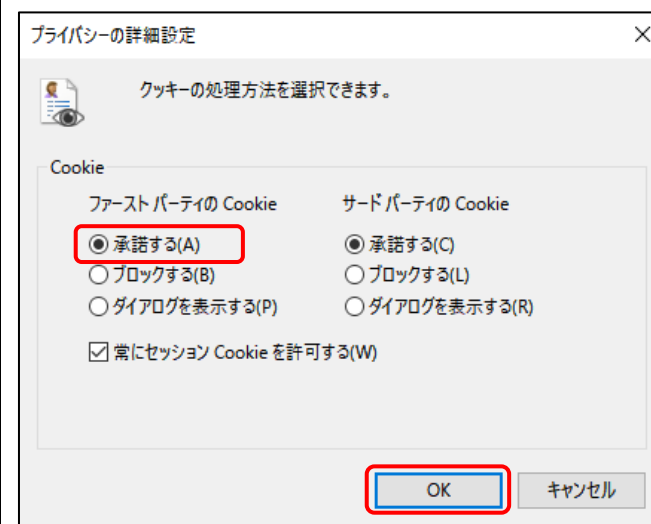 プライバシーの詳細設定
クッキーの処理方法を選択できます。
Cookie
ファースト パーティの Cookie
サード パーティの Cookie
承諾する(A)
承諾する(C)
ブロックする(B)
ブロックする(L)
ダイアログを表示する(P)
ダイアログを表示する(R)
常にセッション Cookie を許可する(W)
OK
キャンセル